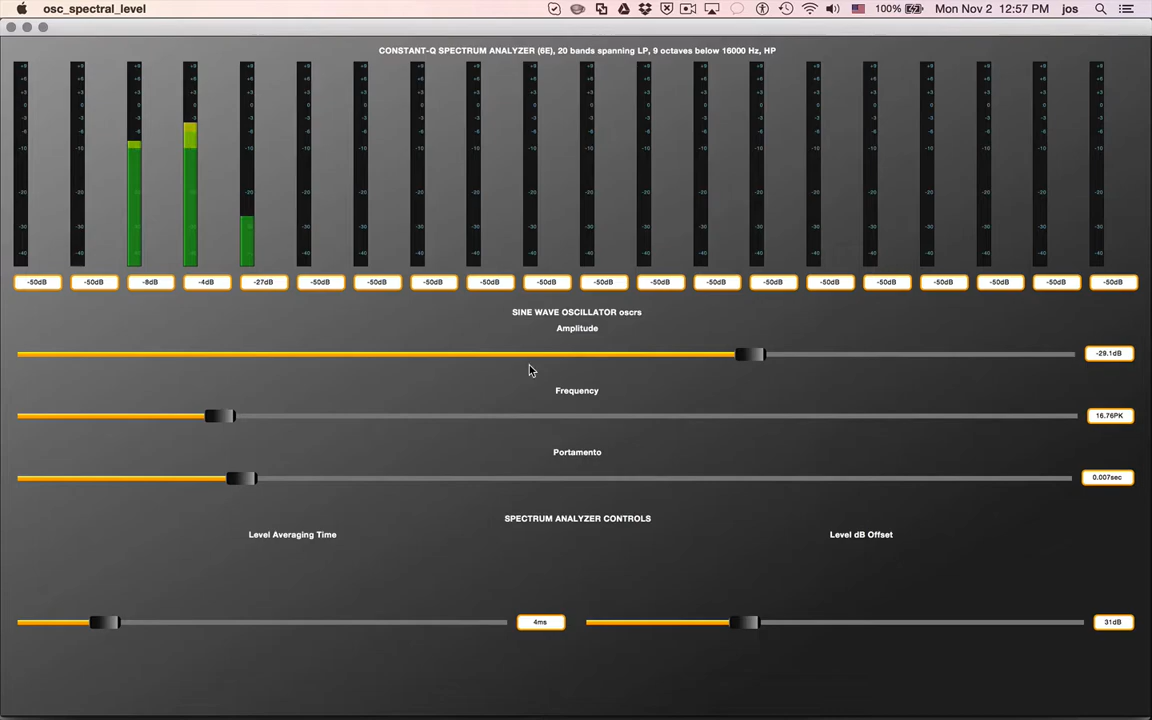 osc_spectral_level 100% Mon Nov 2 12:57 PM jos
CONSTANT-Q SPECTRUM ANALYZER (6E), 20 bands spanning LP, 9 octaves below 16000 Hz, HP
-50dB -50dB -8dB -4dB -27dB -50dB -50dB -50dB -50dB -50dB -50dB -50dB -50dB -50dB -50dB -50dB -50dB -50dB -50dB -50dB
SINE WAVE OSCILLATOR oscrs
Amplitude
-29.1dB
Frequency
16.76PK
Portamento
0.007sec
SPECTRUM ANALYZER CONTROLS
Level Averaging Time Level dB Offset
4ms 31dB